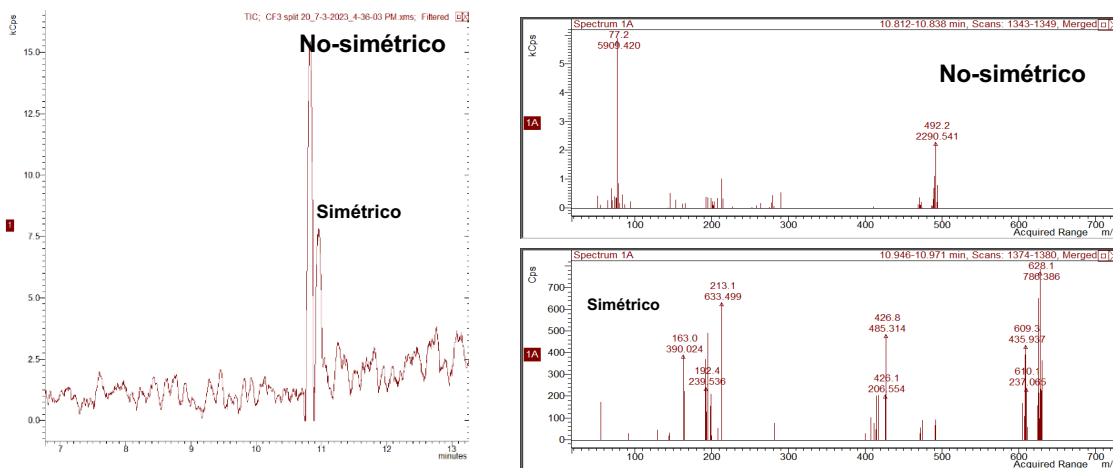 TIC; CF3 split 20_7-3-2023_4-36-03 PM.xms; Filtered
kCps
No-simétrico
15.0
12.5
10.0
Simétrico
7.5
1
5.0
2.5
0.0
7 8 9 10 11 12 13
minutes
Spectrum 1A 10.812-10.838 min, Scans: 1343-1349, Merged
kCps
77.2
5909.420
No-simétrico
6
5
4
1A
3
492.2
2290.541
2
1
0
100 200 300 400 500 600 700
Acquired Range m/
Spectrum 1A 10.946-10.971 min, Scans: 1374-1380, Merged
Cps
628.1
213.1
633.499
Simétrico
700
600
426.8
485.314
500
163.0
390.024
609.3
435.937
400
1A
300
192.4
239.536
426.1
206.554
610.1
237.065
200
100
0
100 200 300 400 500 600 700
Acquired Range m/